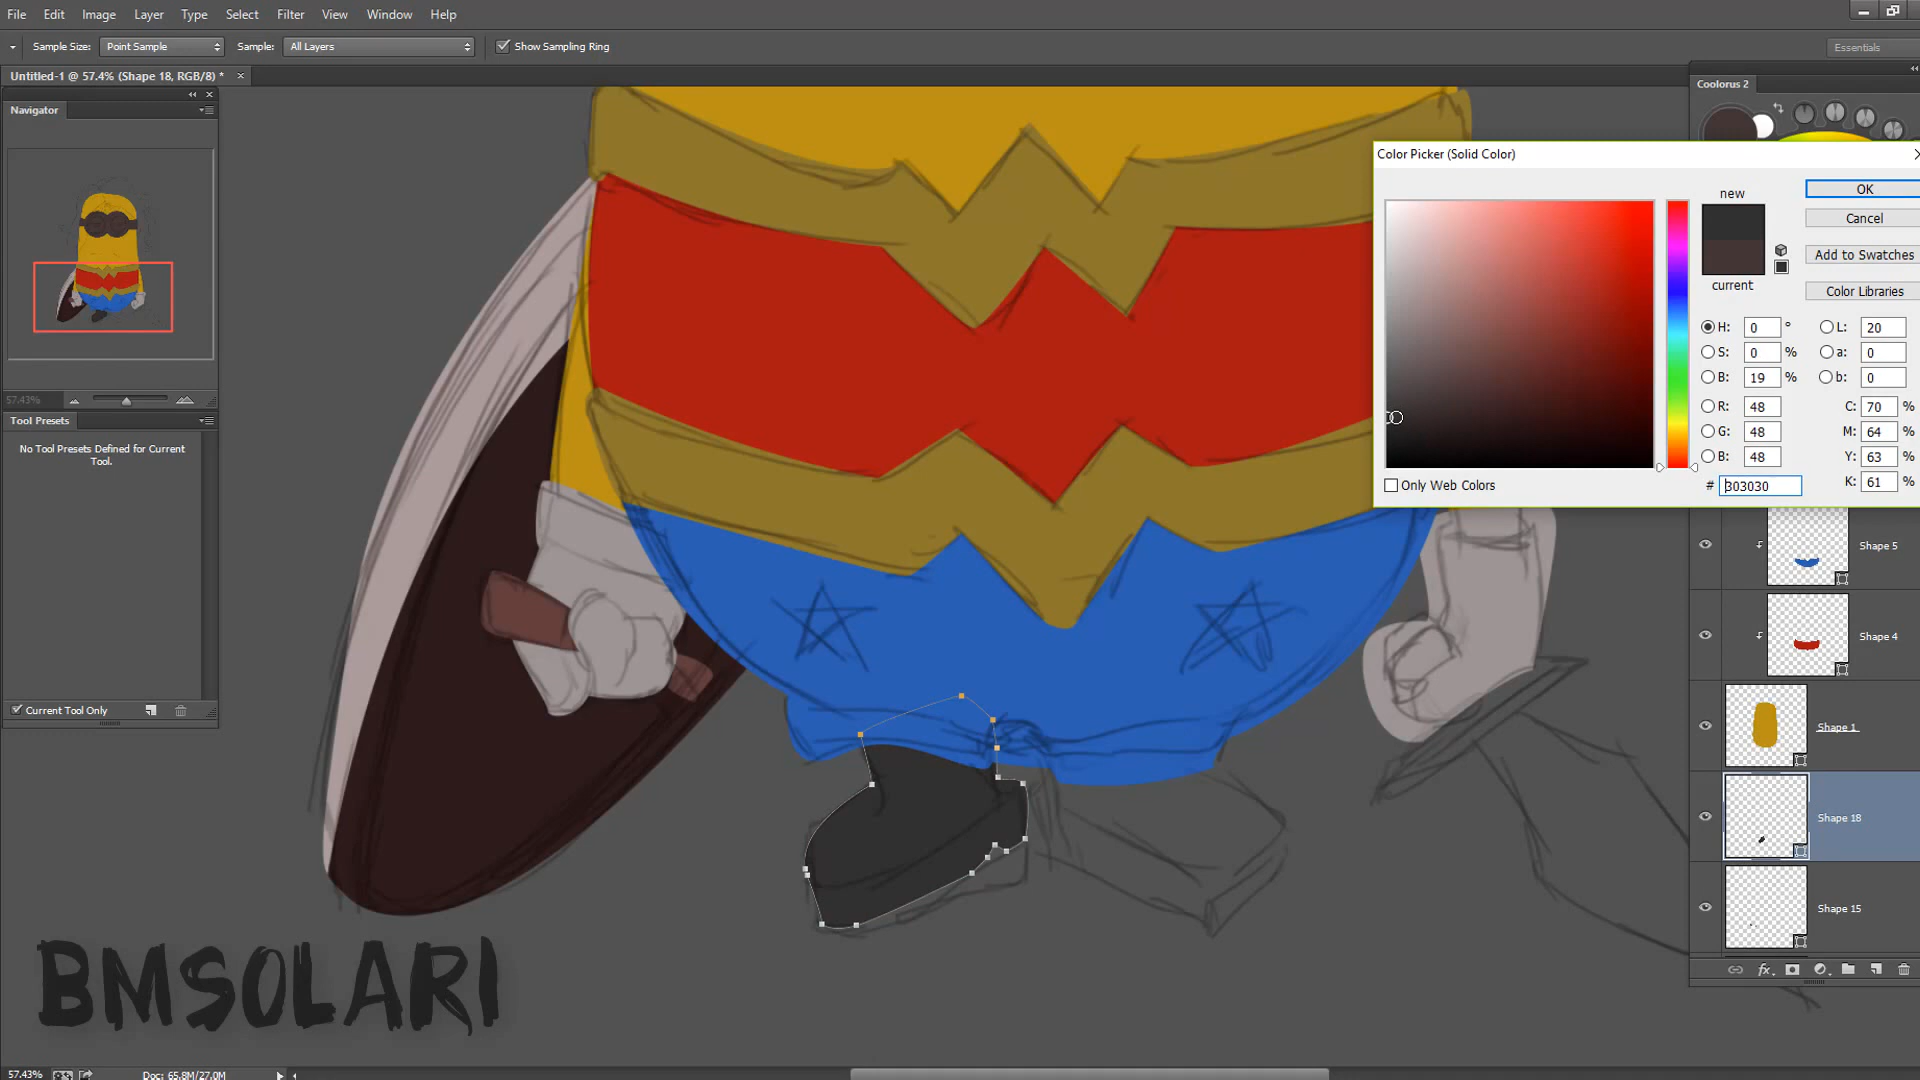 File Edit Image Layer Type Select Filter View Window Help
Sample Size: Point Sample Sample: All Layers Show Sampling Ring Essentials
Untitled-1 @ 57.4% (Shape 18, RGB/8) * ×
Navigator
57.43%
Tool Presets
No Tool Presets Defined for Current
Tool.
Current Tool Only
Coolorus 2
Color Picker (Solid Color)
new
OK
Cancel
Add to Swatches
current
Color Libraries
H: 0 ° L: 20
S: 0 % a: 0
B: 19 % b: 0
R: 48 C: 70 %
G: 48 M: 64 %
B: 48 Y: 63 %
Only Web Colors # 303030 K: 61 %
Shape 5
Shape 4
Shape 1
Shape 18
Shape 15
fx
BMSOLARI
57.43% Doc: 65.8M/27.0M